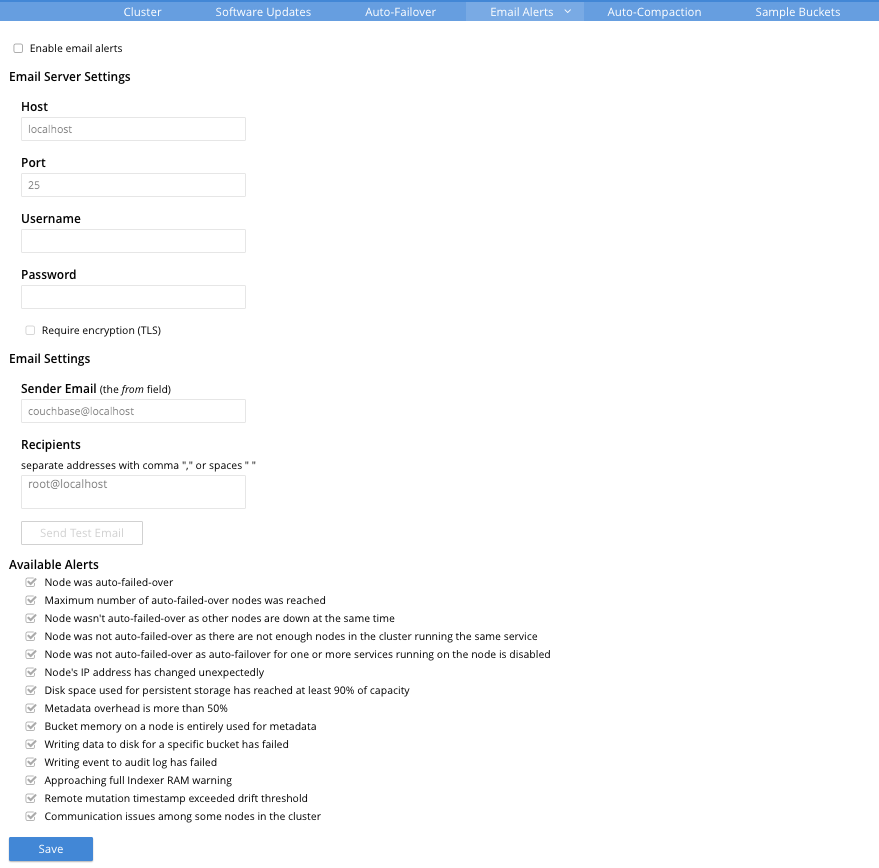 Cluster Software Updates Auto-Failover Email Alerts Auto-Compaction Sample Buckets
Enable email alerts
Email Server Settings
Host
localhost
Port
25
Username
Password
Require encryption (TLS)
Email Settings
Sender Email (the from field)
couchbase@localhost
Recipients
separate addresses with comma "," or spaces " "
root@localhost
Send Test Email
Available Alerts
Node was auto-failed-over
Maximum number of auto-failed-over nodes was reached
Node wasn't auto-failed-over as other nodes are down at the same time
Node was not auto-failed-over as there are not enough nodes in the cluster running the same service
Node was not auto-failed-over as auto-failover for one or more services running on the node is disabled
Node's IP address has changed unexpectedly
Disk space used for persistent storage has reached at least 90% of capacity
Metadata overhead is more than 50%
Bucket memory on a node is entirely used for metadata
Writing data to disk for a specific bucket has failed
Writing event to audit log has failed
Approaching full Indexer RAM warning
Remote mutation timestamp exceeded drift threshold
Communication issues among some nodes in the cluster
Save